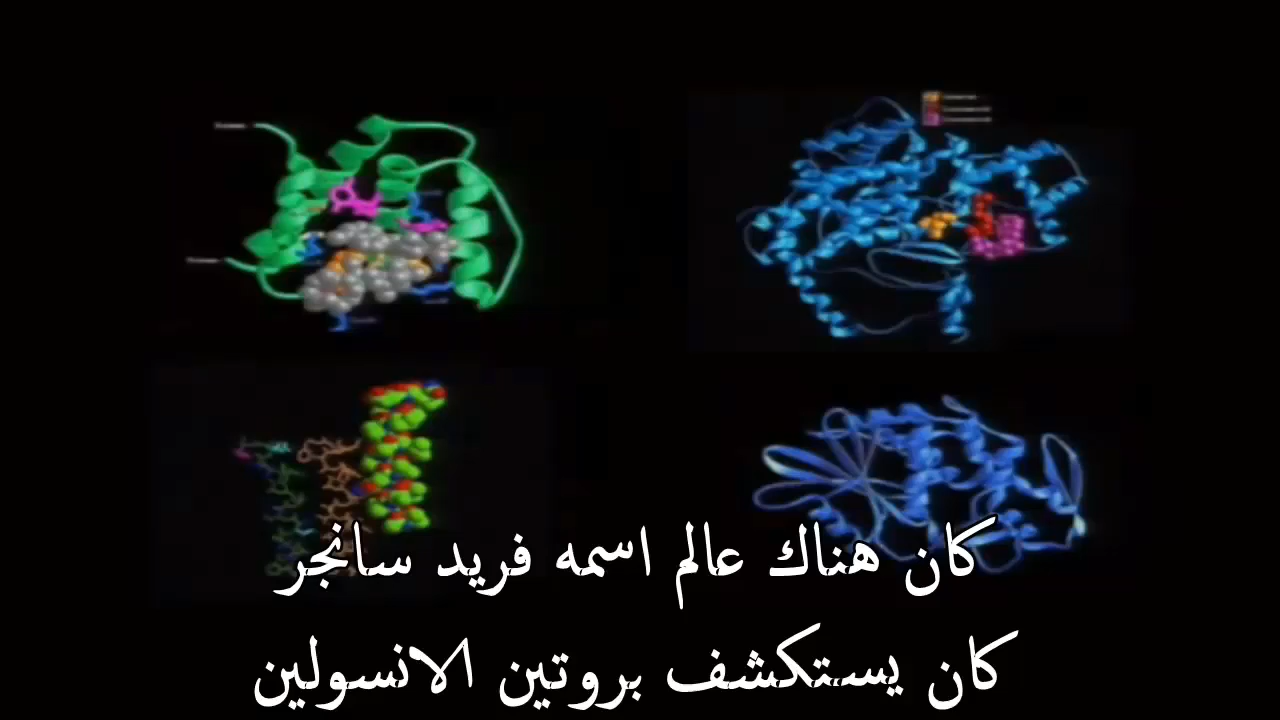 كان هناك عالم اسمه فريد سانجر
كان يستكشف بروتين الانسولين